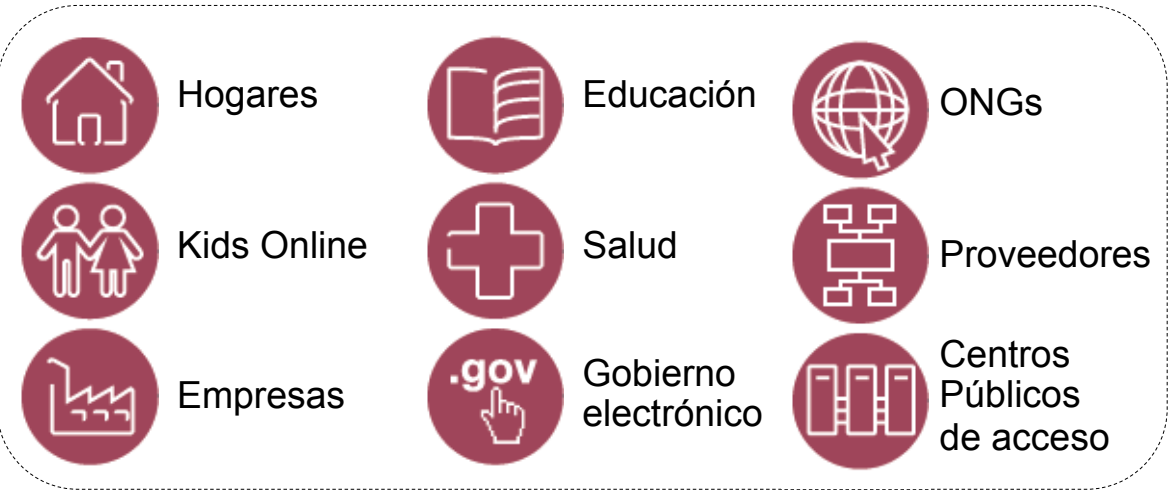 Hogares
Educación
ONGs
Kids Online
Salud
Proveedores
Empresas
.gov
Gobierno
electrónico
Centros
Públicos
de acceso